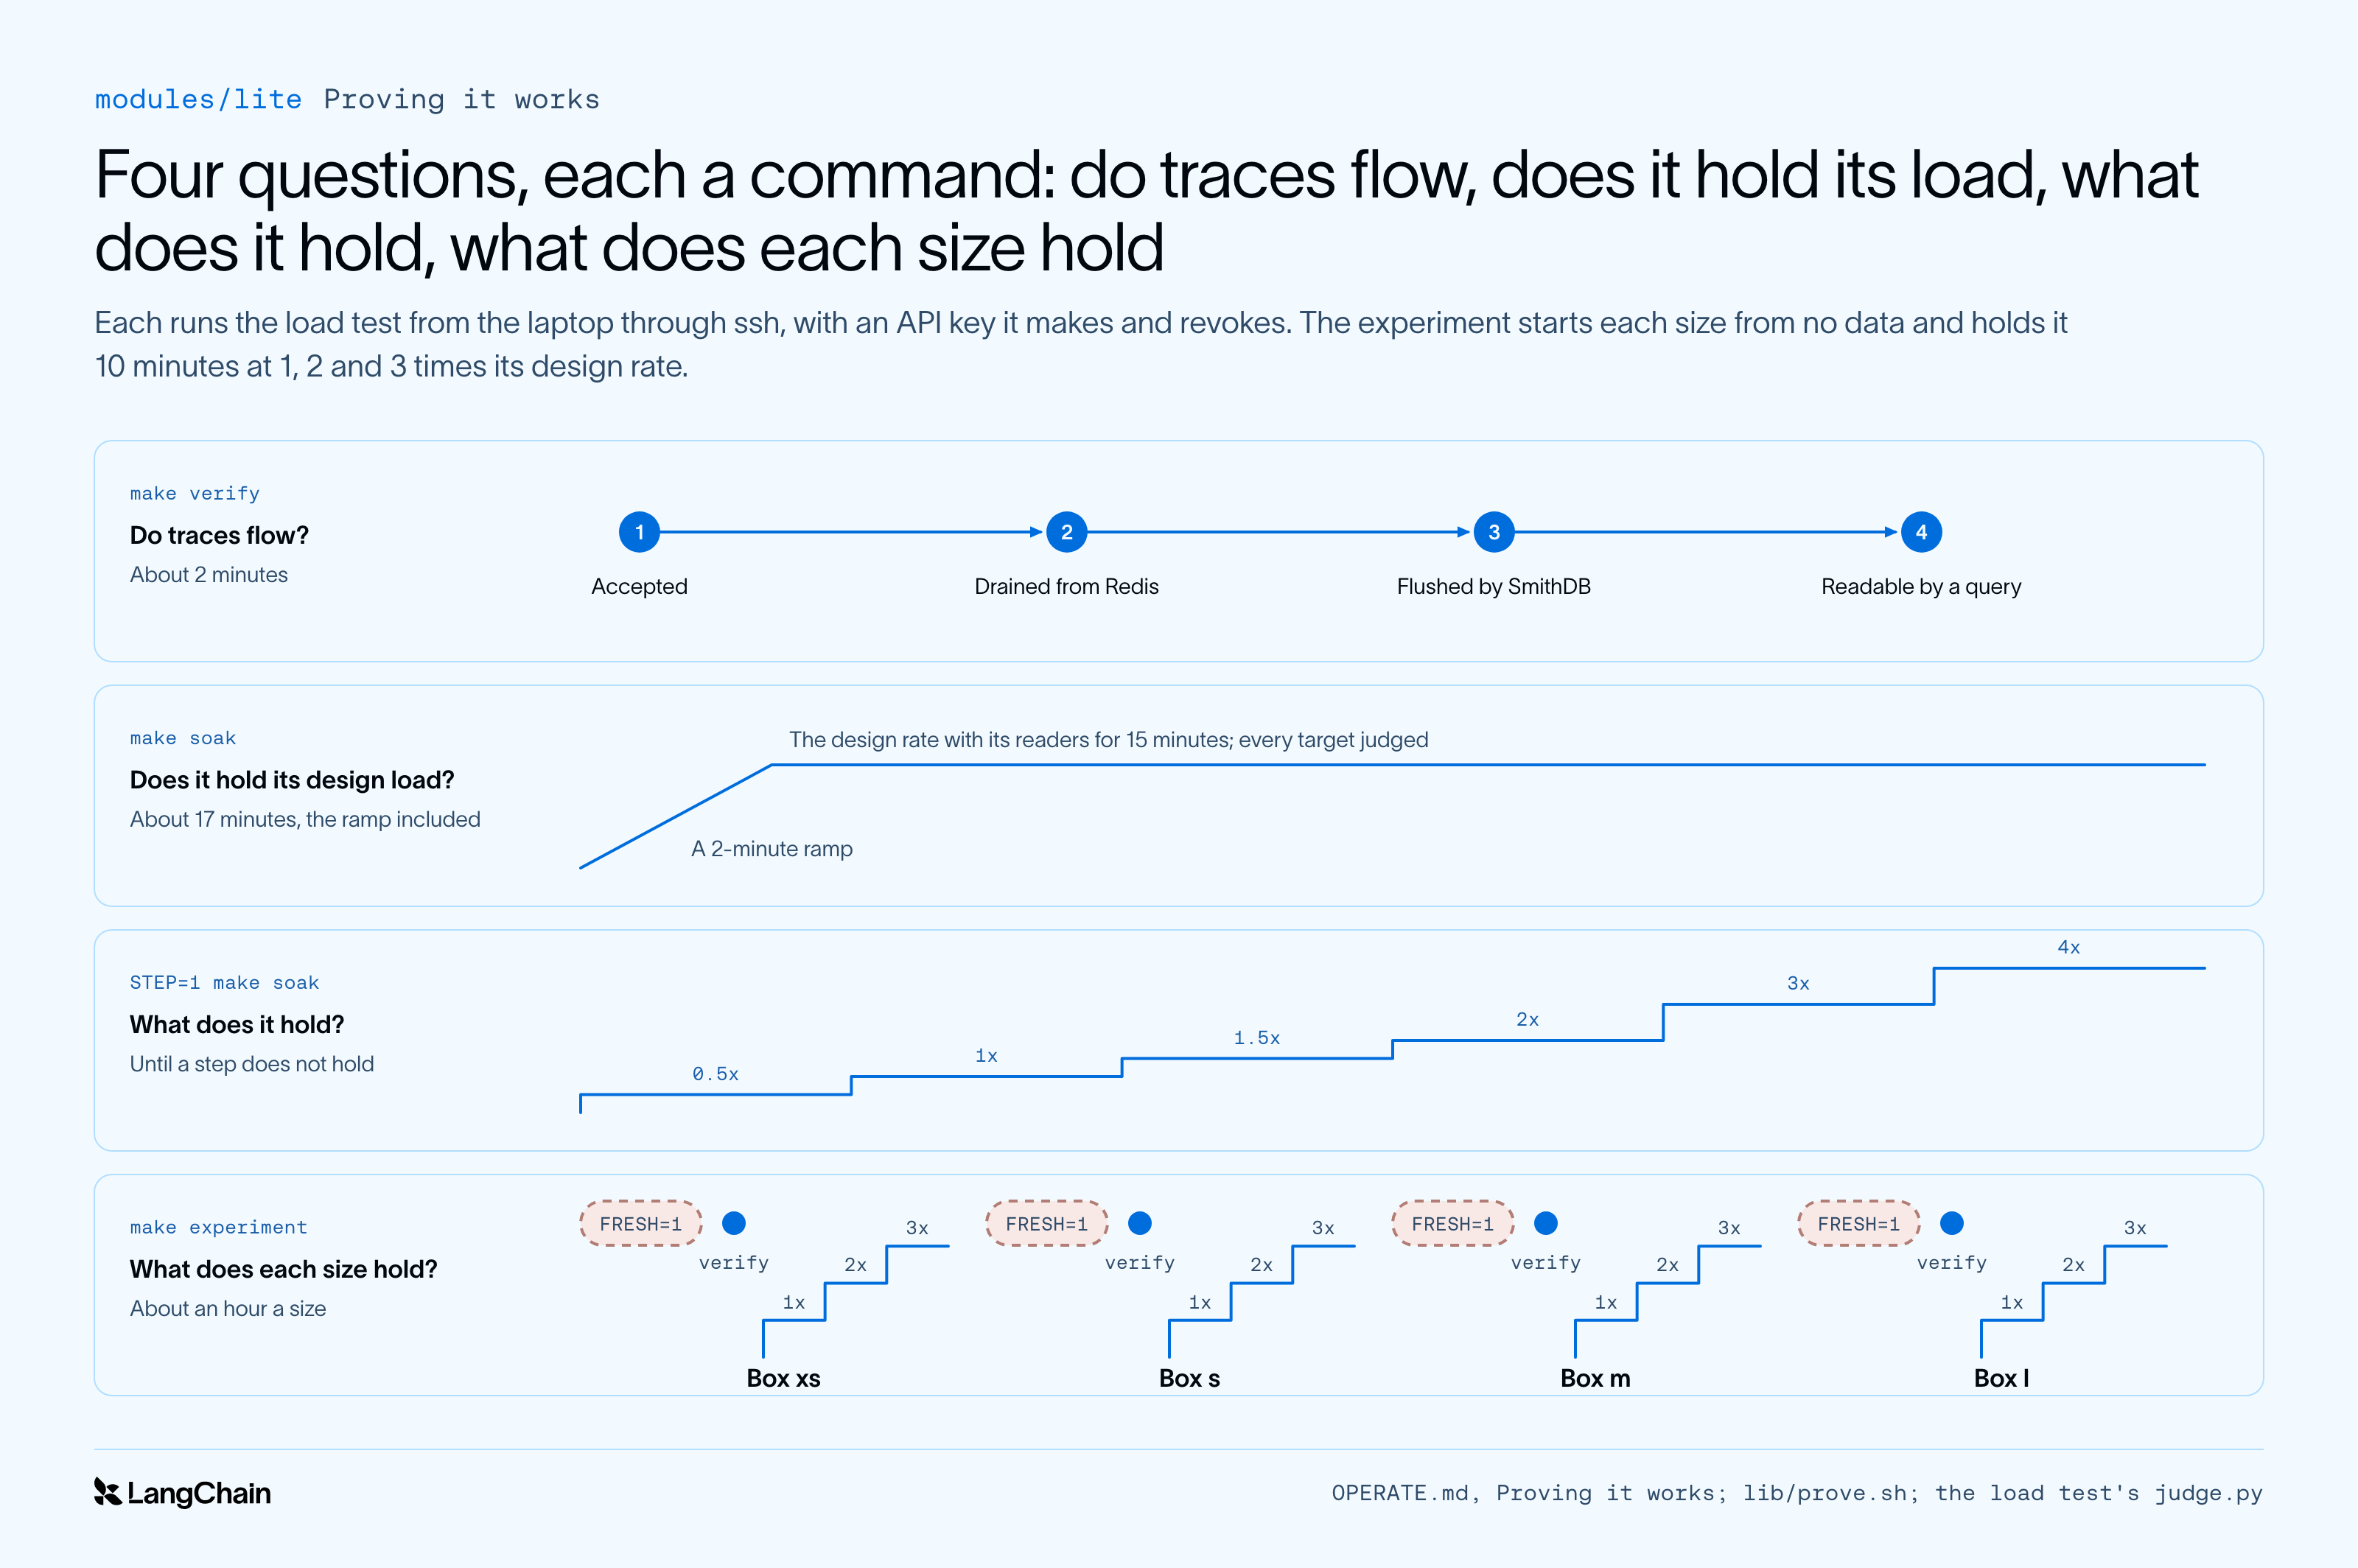 modules/lite Proving it works
Four questions, each a command: do traces flow, does it hold its load, what
does it hold, what does each size hold
Each runs the load test from the laptop through ssh, with an API key it makes and revokes. The experiment starts each size from no data and holds it
10 minutes at 1, 2 and 3 times its design rate.
make verify
Do traces flow?
About 2 minutes
1
2
3
4
Accepted
Drained from Redis
Flushed by SmithDB
Readable by a query
make soak
Does it hold its design load?
About 17 minutes, the ramp included
The design rate with its readers for 15 minutes; every target judged
A 2-minute ramp
STEP=1 make soak
What does it hold?
Until a step does not hold
0.5x
1x
1.5x
2x
3x
4x
make experiment
What does each size hold?
About an hour a size
FRESH=1
verify
1x
2x
3x
Box xs
FRESH=1
verify
1x
2x
3x
Box s
FRESH=1
verify
1x
2x
3x
Box m
FRESH=1
verify
1x
2x
3x
Box l
LangChain
OPERATE.md, Proving it works; lib/prove.sh; the load test's judge.py